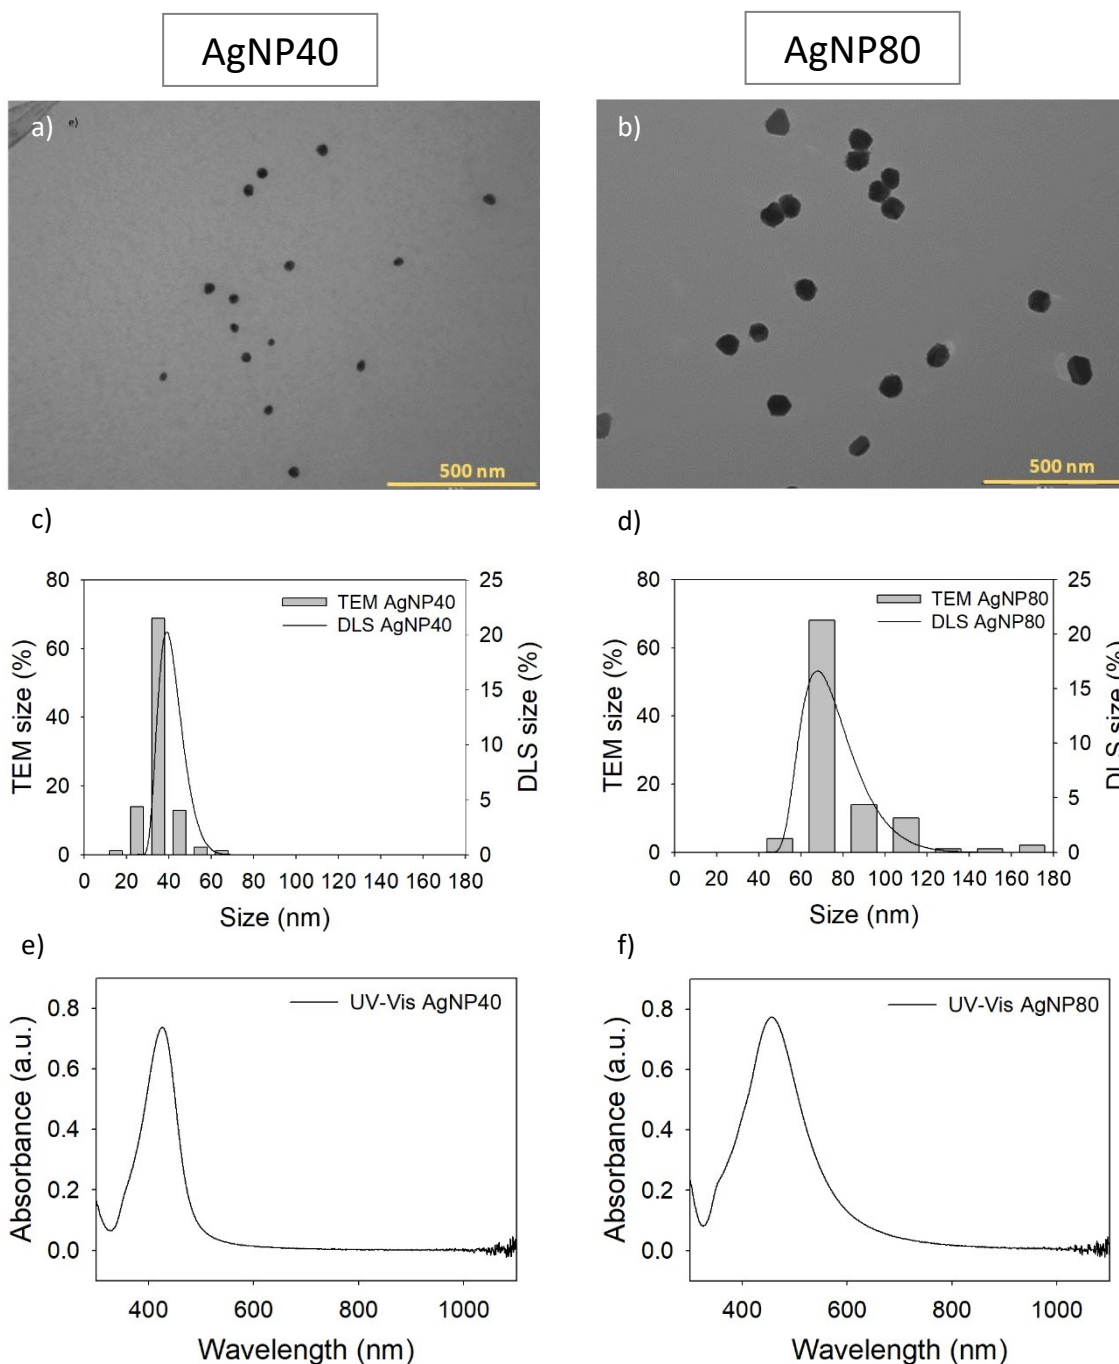 AgNP40
AgNP80
a)
e)
b)
500 nm
500 nm
c)
d)
80
60
40
20
0
TEM size (%)
TEM AgNP40
DLS AgNP40
25
20
15
10
5
0
DLS size (%)
0 20 40 60 80 100 120 140 160 180
Size (nm)
80
60
40
20
0
TEM size (%)
TEM AgNP80
DLS AgNP80
25
20
15
10
5
0
DLS size (%)
0 20 40 60 80 100 120 140 160 180
Size (nm)
e)
f)
0.8
0.6
0.4
0.2
0.0
Absorbance (a.u.)
UV-Vis AgNP40
400 600 800 1000
Wavelength (nm)
0.8
0.6
0.4
0.2
0.0
Absorbance (a.u.)
UV-Vis AgNP80
400 600 800 1000
Wavelength (nm)